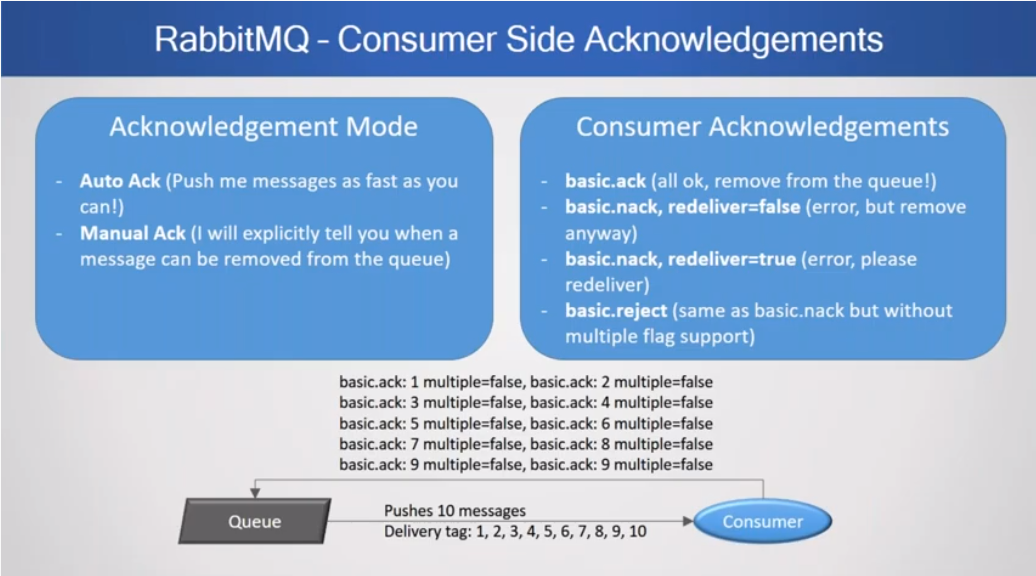 RabbitMQ – Consumer Side Acknowledgements
Acknowledgement Mode
- Auto Ack (Push me messages as fast as you
can!)
- Manual Ack (I will explicitly tell you when a
message can be removed from the queue)
Consumer Acknowledgements
- basic.ack (all ok, remove from the queue!)
- basic.nack, redeliver=false (error, but remove
anyway)
- basic.nack, redeliver=true (error, please
redeliver)
- basic.reject (same as basic.nack but without
multiple flag support)
basic.ack: 1 multiple=false, basic.ack: 2 multiple=false
basic.ack: 3 multiple=false, basic.ack: 4 multiple=false
basic.ack: 5 multiple=false, basic.ack: 6 multiple=false
basic.ack: 7 multiple=false, basic.ack: 8 multiple=false
basic.ack: 9 multiple=false, basic.ack: 9 multiple=false
Queue
Pushes 10 messages
Delivery tag: 1, 2, 3, 4, 5, 6, 7, 8, 9, 10
Consumer